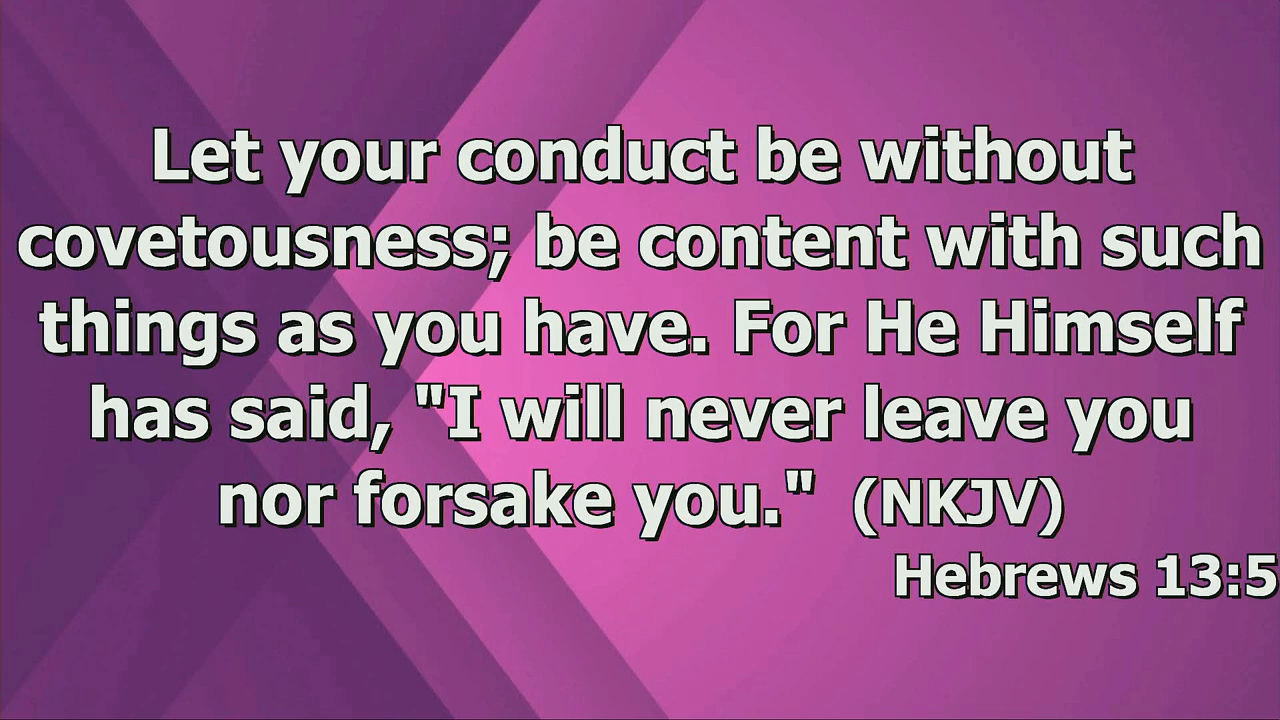 Let your conduct be without
covetousness; be content with such
things as you have. For He Himself
has said, "I will never leave you
nor forsake you." (NKJV)
Hebrews 13:5